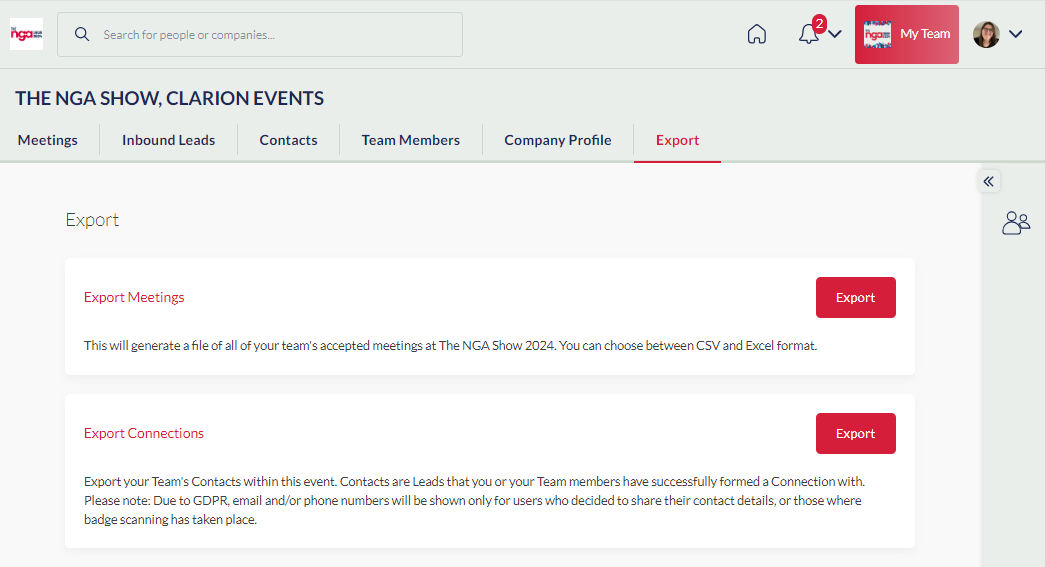 THE nga
Search for people or companies...
2
nga
My Team
THE NGA SHOW, CLARION EVENTS
Meetings
Inbound Leads
Contacts
Team Members
Company Profile
Export
Export
Export Meetings
Export
This will generate a file of all of your team's accepted meetings at The NGA Show 2024. You can choose between CSV and Excel format.
Export Connections
Export
Export your Team's Contacts within this event. Contacts are Leads that you or your Team members have successfully formed a Connection with.
Please note: Due to GDPR, email and/or phone numbers will be shown only for users who decided to share their contact details, or those where
badge scanning has taken place.